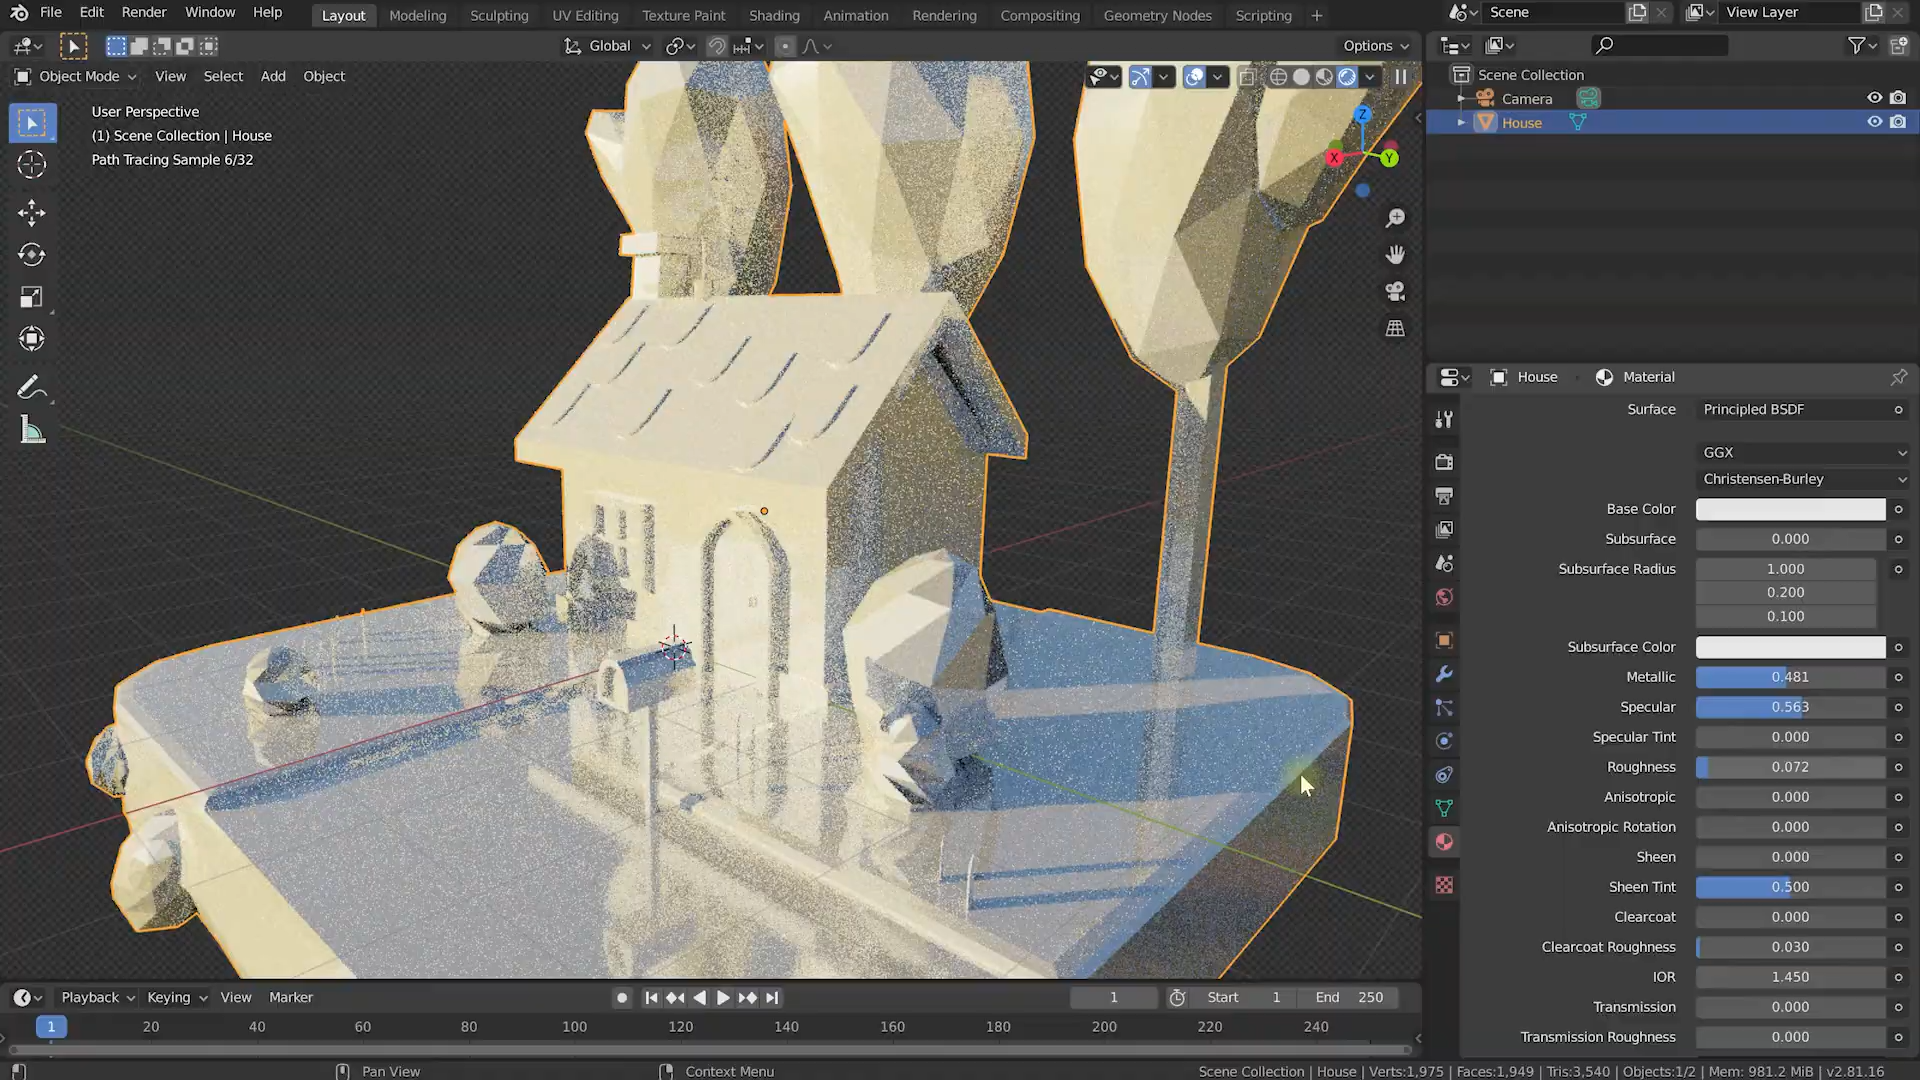 File Edit Render Window Help Layout Modeling Sculpting UV Editing Texture Paint Shading Animation Rendering Compositing Geometry Nodes Scripting + Scene View Layer
Global Options
Object Mode View Select Add Object
User Perspective
(1) Scene Collection | House
Path Tracing Sample 6/32
Z
X
Y
Scene Collection
Camera
House
House Material
Surface Principled BSDF
GGX
Christensen-Burley
Base Color
Subsurface 0.000
Subsurface Radius 1.000
0.200
0.100
Subsurface Color
Metallic 0.481
Specular 0.563
Specular Tint 0.000
Roughness 0.072
Anisotropic 0.000
Anisotropic Rotation 0.000
Sheen 0.000
Sheen Tint 0.500
Clearcoat 0.000
Clearcoat Roughness 0.030
IOR 1.450
Transmission 0.000
Transmission Roughness 0.000
Playback Keying View Marker 1 Start 1 End 250
1 20 40 60 80 100 120 140 160 180 200 220 240
Pan View Context Menu Scene Collection | House | Verts:1,975 | Faces:1,949 | Tris:3,540 | Objects:1/2 | Mem: 981.2 MiB | v2.81.16